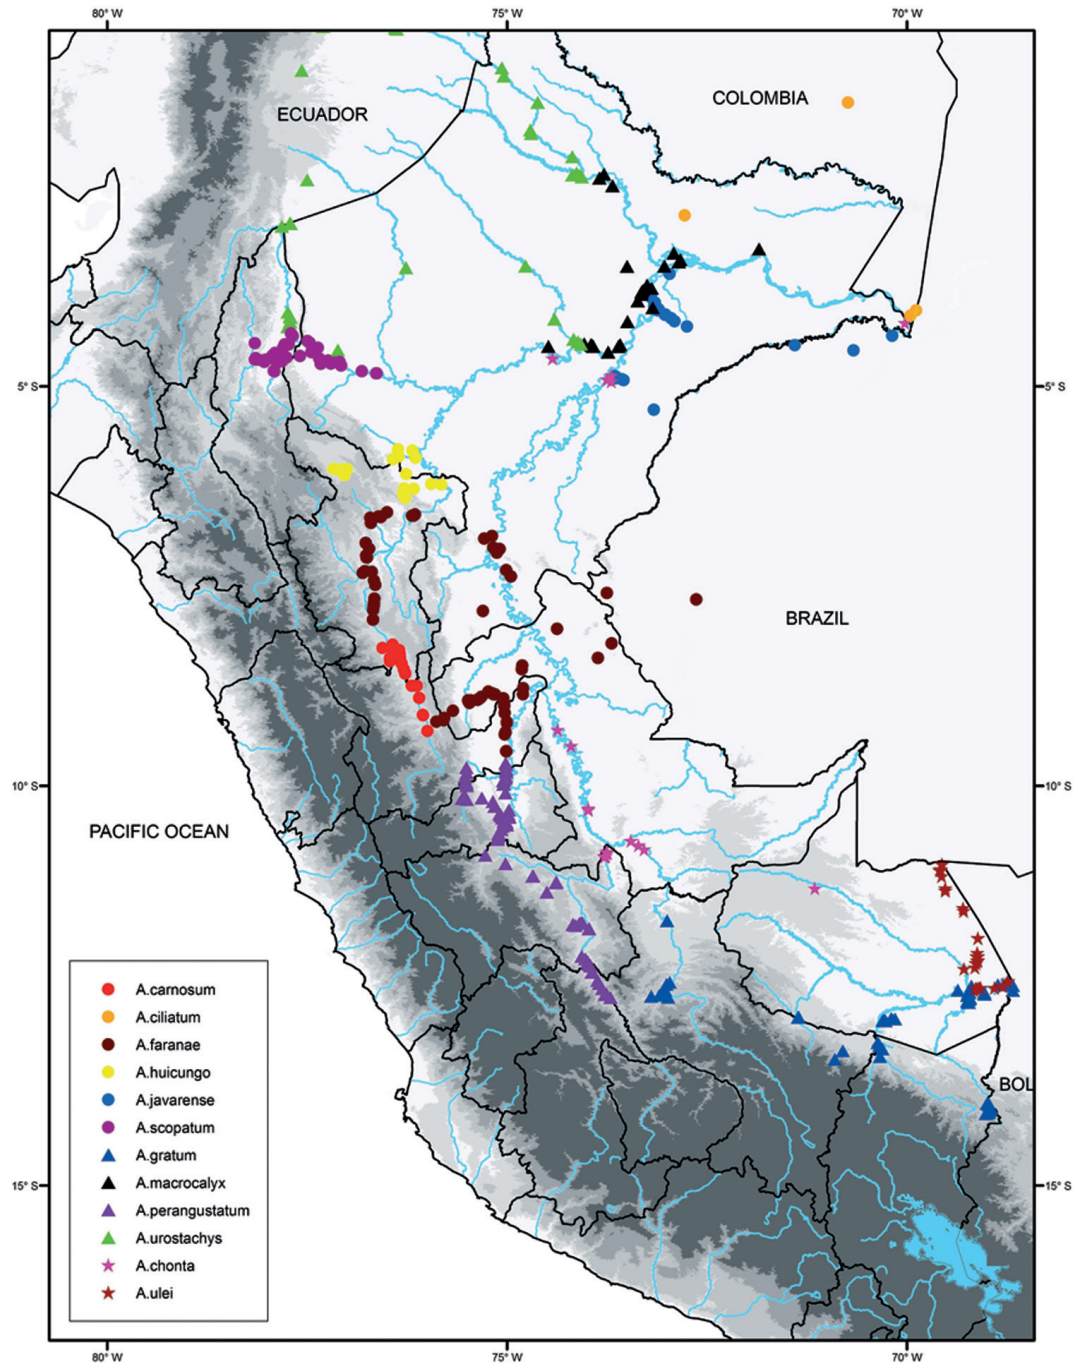 80° W 75° W 70° W
ECUADOR
COLOMBIA
5° S 5° S
BRAZIL
10° S 10° S
PACIFIC OCEAN
A.carnosum
A.ciliatum
A.faranae
A.huicungo
A.javarense
A.scopatum
A.gratum
A.macrocalyx
A.perangustatum
A.urostachys
A.chonta
A.ulei
BOL
15° S 15° S
80° W 75° W 70° W